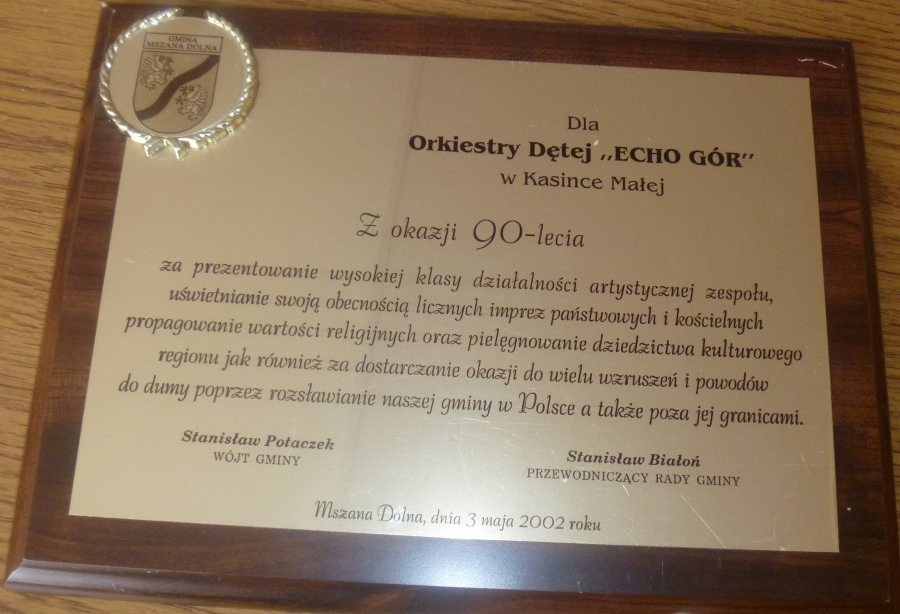 GMINA
MSZANA DOLNA
Dla
Orkiestry Dętej ,,ECHO GÓR"
w Kasince Małej
Z okazji 90-lecia
za prezentowanie wysokiej klasy działalności artystycznej zespołu,
uświetnianie swoją obecnością licznych imprez państwowych i kościelnych
propagowanie wartości religijnych oraz pielęgnowanie dziedzictwa kulturowego
regionu jak również za dostarczanie okazji do wielu wzruszeń i powodów
do dumy poprzez rozsławianie naszej gminy w Polsce a także poza jej granicami.
Stanisław Potaczek
WÓJT GMINY
Stanisław Białoń
PRZEWODNICZĄCY RADY GMINY
Mszana Dolna, dnia 3 maja 2002 roku